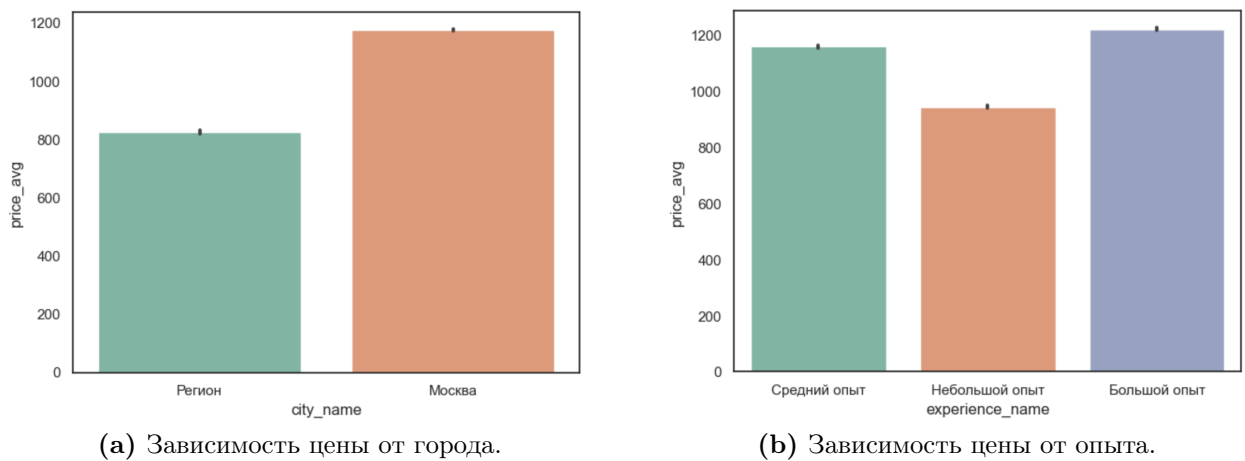 1200
1000
800
600
400
200
0
price_avg
Регион Москва
city_name
(a) Зависимость цены от города.
1200
1000
800
600
400
200
0
price_avg
Средний опыт Небольшой опыт Большой опыт
experience_name
(b) Зависимость цены от опыта.